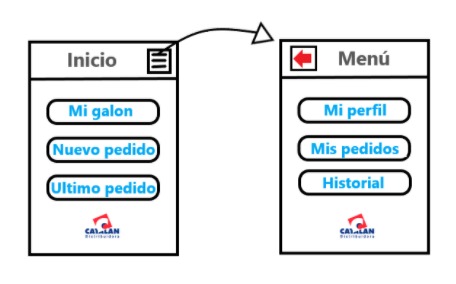 Inicio
Mi galon
Nuevo pedido
Ultimo pedido
CATALAN
Distribuidora
Menú
Mi perfil
Mis pedidos
Historial
CATALAN
Distribuidora